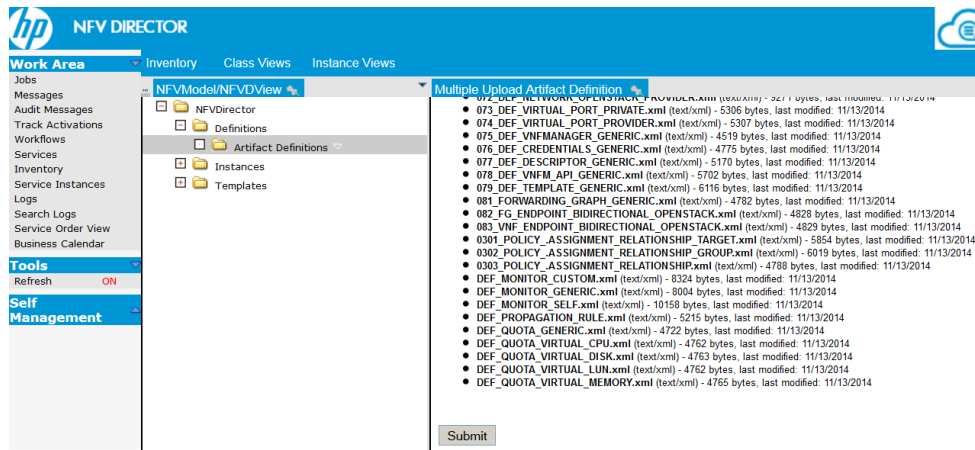 hp NFV DIRECTOR
Work Area
Jobs
Messages
Audit Messages
Track Activations
Workflows
Services
Inventory
Service Instances
Logs
Search Logs
Service Order View
Business Calendar
Tools
Refresh ON
Self
Management
Inventory Class Views Instance Views
NFVModel/NFVDView
NFVDirector
Definitions
Artifact Definitions
Instances
Templates
Multiple Upload Artifact Definition
072_DEF_NETWORK_OPENSTACK_PROVIDER.xml (text/xml) - 5271 bytes, last modified: 11/13/2014
073_DEF_VIRTUAL_PORT_PRIVATE.xml (text/xml) - 5306 bytes, last modified: 11/13/2014
074_DEF_VIRTUAL_PORT_PROVIDER.xml (text/xml) - 5307 bytes, last modified: 11/13/2014
075_DEF_VNFMANAGER_GENERIC.xml (text/xml) - 4519 bytes, last modified: 11/13/2014
076_DEF_CREDENTIALS_GENERIC.xml (text/xml) - 4775 bytes, last modified: 11/13/2014
077_DEF_DESCRIPTOR_GENERIC.xml (text/xml) - 5170 bytes, last modified: 11/13/2014
078_DEF_VNFM_API_GENERIC.xml (text/xml) - 5702 bytes, last modified: 11/13/2014
079_DEF_TEMPLATE_GENERIC.xml (text/xml) - 6116 bytes, last modified: 11/13/2014
081_FORWARDING_GRAPH_GENERIC.xml (text/xml) - 4782 bytes, last modified: 11/13/2014
082_FG_ENDPOINT_BIDIRECTIONAL_OPENSTACK.xml (text/xml) - 4828 bytes, last modified: 11/13/2014
083_VNF_ENDPOINT_BIDIRECTIONAL_OPENSTACK.xml (text/xml) - 4829 bytes, last modified: 11/13/2014
0301_POLICY_.ASSIGNMENT_RELATIONSHIP_TARGET.xml (text/xml) - 5854 bytes, last modified: 11/13/2014
0302_POLICY_.ASSIGNMENT_RELATIONSHIP_GROUP.xml (text/xml) - 6019 bytes, last modified: 11/13/2014
0303_POLICY_.ASSIGNMENT_RELATIONSHIP.xml (text/xml) - 4788 bytes, last modified: 11/13/2014
DEF_MONITOR_CUSTOM.xml (text/xml) - 8324 bytes, last modified: 11/13/2014
DEF_MONITOR_GENERIC.xml (text/xml) - 8004 bytes, last modified: 11/13/2014
DEF_MONITOR_SELF.xml (text/xml) - 10158 bytes, last modified: 11/13/2014
DEF_PROPAGATION_RULE.xml (text/xml) - 5215 bytes, last modified: 11/13/2014
DEF_QUOTA_GENERIC.xml (text/xml) - 4722 bytes, last modified: 11/13/2014
DEF_QUOTA_VIRTUAL_CPU.xml (text/xml) - 4762 bytes, last modified: 11/13/2014
DEF_QUOTA_VIRTUAL_DISK.xml (text/xml) - 4763 bytes, last modified: 11/13/2014
DEF_QUOTA_VIRTUAL_LUN.xml (text/xml) - 4762 bytes, last modified: 11/13/2014
DEF_QUOTA_VIRTUAL_MEMORY.xml (text/xml) - 4765 bytes, last modified: 11/13/2014
Submit